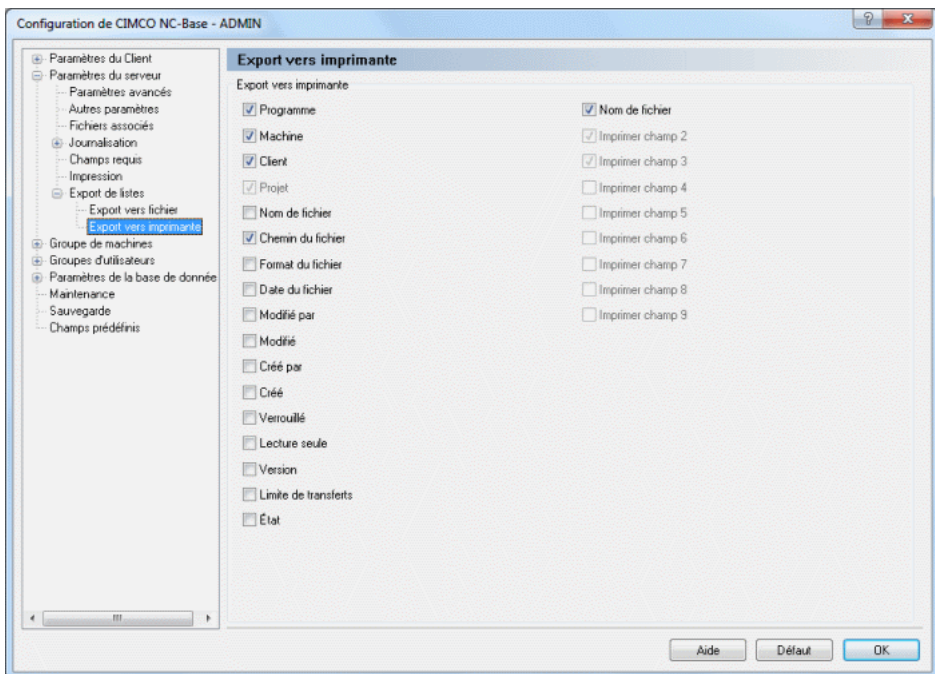 Configuration de CIMCO NC-Base - ADMIN
Paramètres du Client
Paramètres du serveur
Paramètres avancés
Autres paramètres
Fichiers associés
Journalisation
Champs requis
Impression
Export de listes
Export vers fichier
Export vers imprimante
Groupe de machines
Groupes d'utilisateurs
Paramètres de la base de donnée
Maintenance
Sauvegarde
Champs prédéfinis
Export vers imprimante
Export vers imprimante
Programme
Machine
Client
Projet
Nom de fichier
Chemin du fichier
Format du fichier
Date du fichier
Modifié par
Modifié
Créé par
Créé
Verrouillé
Lecture seule
Version
Limite de transferts
État
Nom de fichier
Imprimer champ 2
Imprimer champ 3
Imprimer champ 4
Imprimer champ 5
Imprimer champ 6
Imprimer champ 7
Imprimer champ 8
Imprimer champ 9
Aide
Défaut
OK